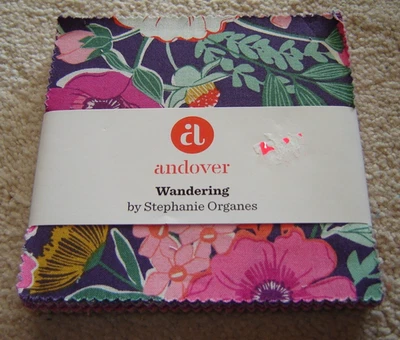 a
andover
Wandering
by Stephanie Organes